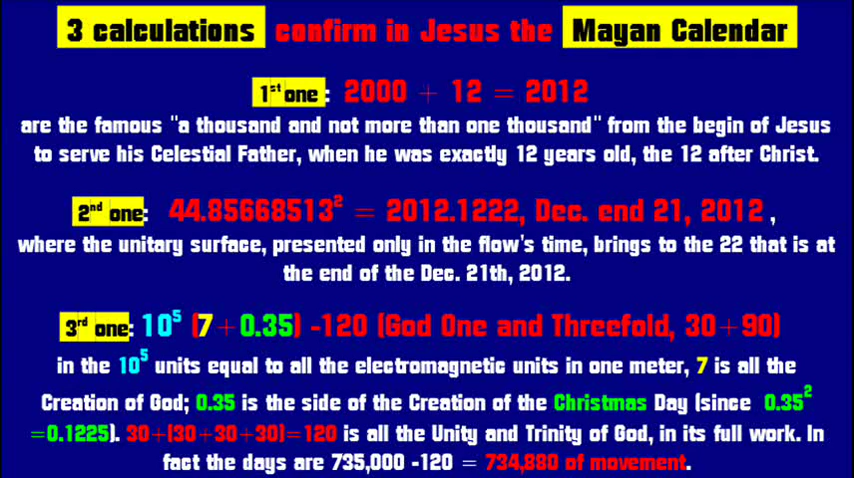 3 calculations confirm in Jesus the Mayan Calendar
1st one: 2000 + 12 = 2012
are the famous "a thousand and not more than one thousand" from the begin of Jesus
to serve his Celestial Father, when he was exactly 12 years old, the 12 after Christ.
2nd one: 44.85668513² = 2012.1222, Dec. end 21, 2012 ,
where the unitary surface, presented only in the flow's time, brings to the 22 that is at
the end of the Dec. 21th, 2012.
3rd one: 10⁵ (7+0.35) -120 (God One and Threefold, 30+90)
in the 10⁵ units equal to all the electromagnetic units in one meter, 7 is all the
Creation of God; 0.35 is the side of the Creation of the Christmas Day (since 0.35²
=0.1225). 30+(30+30+30)=120 is all the Unity and Trinity of God, in its full work. In
fact the days are 735,000 -120 = 734,880 of movement.